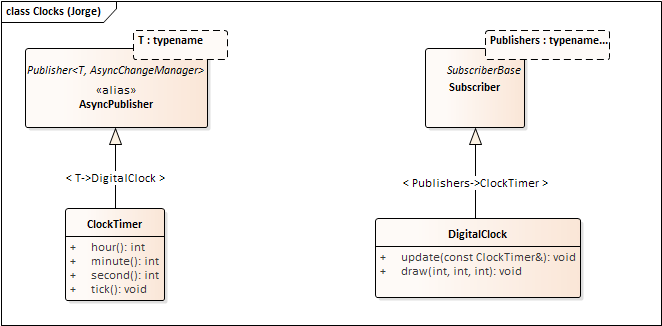 class Clocks (Jorge)
T : typename
Publisher<T, AsyncChangeManager>
«alias»
AsyncPublisher
Publishers : typename...
SubscriberBase
Subscriber
< T->DigitalClock >
< Publishers->ClockTimer >
ClockTimer
+ hour(): int
+ minute(): int
+ second(): int
+ tick(): void
DigitalClock
+ update(const ClockTimer&): void
+ draw(int, int, int): void